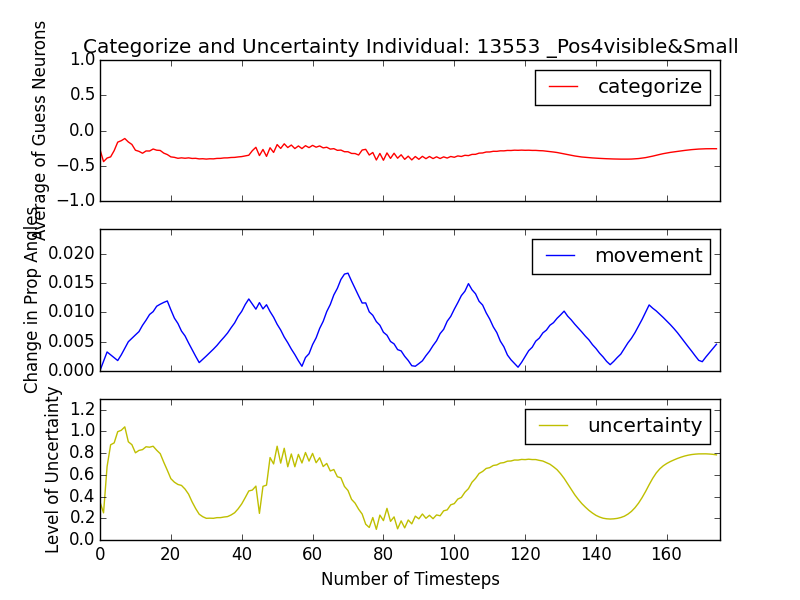 Categorize and Uncertainty Individual: 13553 _Pos4visible&Small
Average of Guess Neurons
1.0
0.5
0.0
−0.5
−1.0
categorize
Change in Prop Angles
0.020
0.015
0.010
0.005
0.000
movement
Level of Uncertainty
1.2
1.0
0.8
0.6
0.4
0.2
0.0
uncertainty
0 20 40 60 80 100 120 140 160
Number of Timesteps